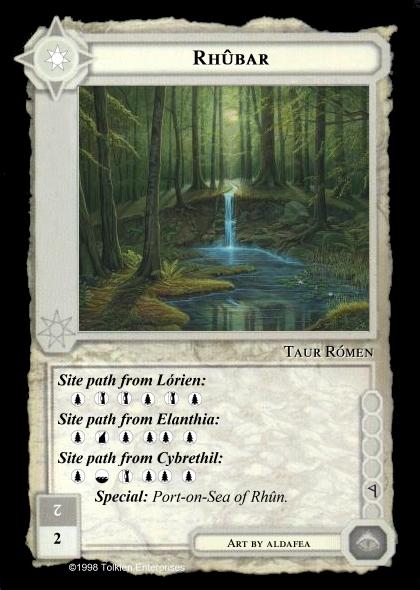 RHÛBAR
TAUR RÓMEN
Site path from Lórien:
Site path from Elanthia:
Site path from Cybrethil:
Special: Port-on-Sea of Rhûn.
2
2
ART BY ALDAFEA
©1998 Tolkien Enterprises